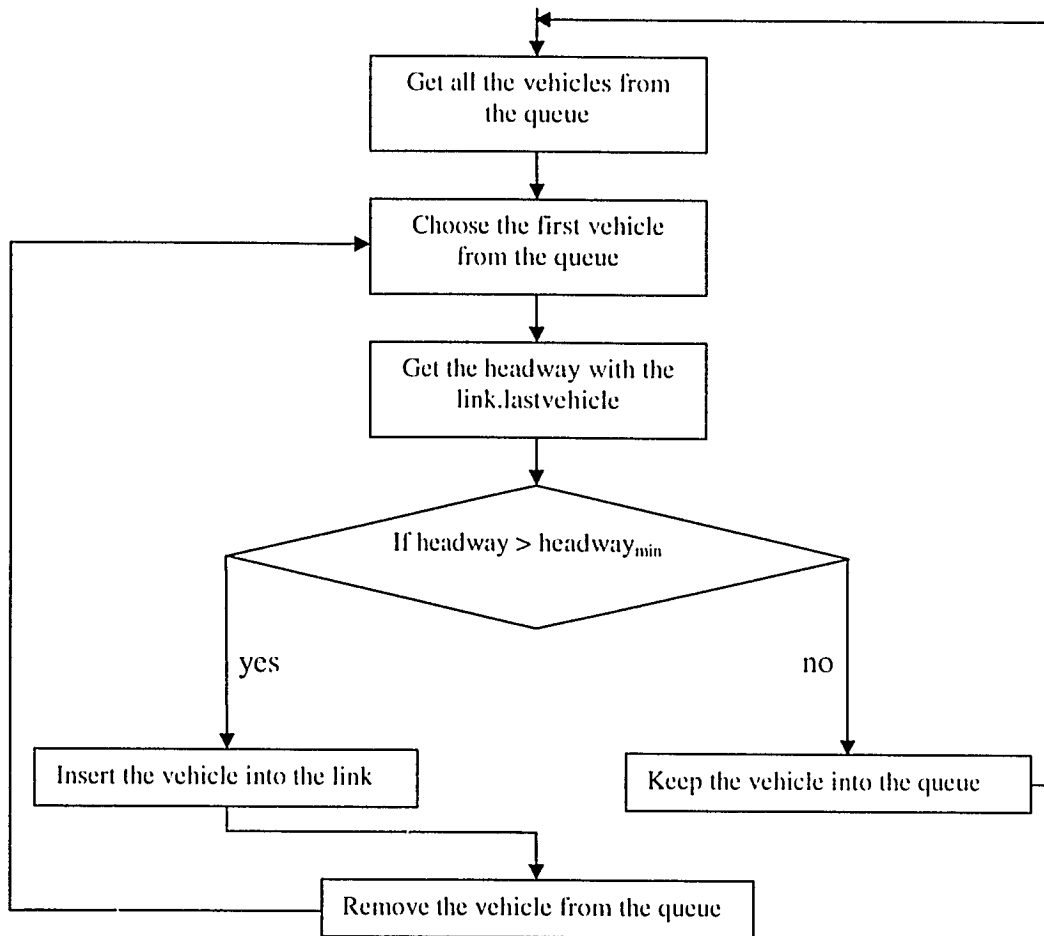 Get all the vehicles from
the queue
Choose the first vehicle
from the queue
Get the headway with the
link.lastvehicle
If headway > headwaymin
yes
no
Insert the vehicle into the link
Keep the vehicle into the queue
Remove the vehicle from the queue